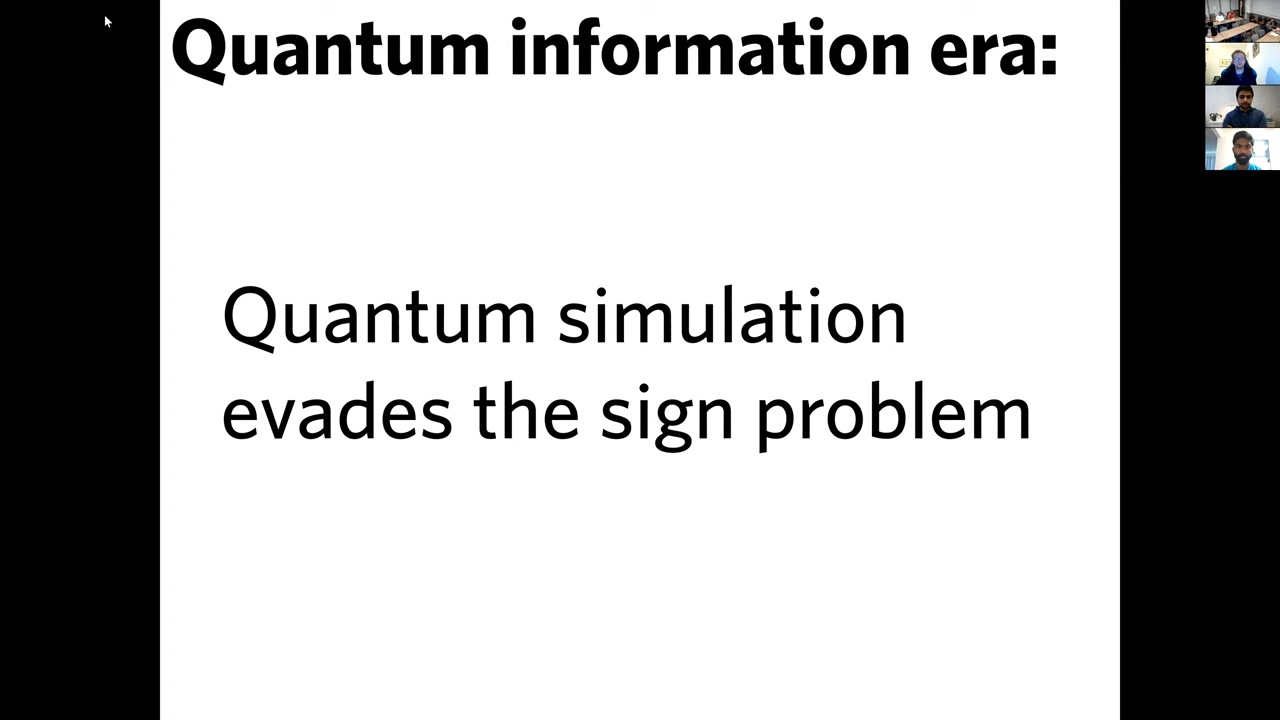 Quantum information era:
Quantum simulation
evades the sign problem